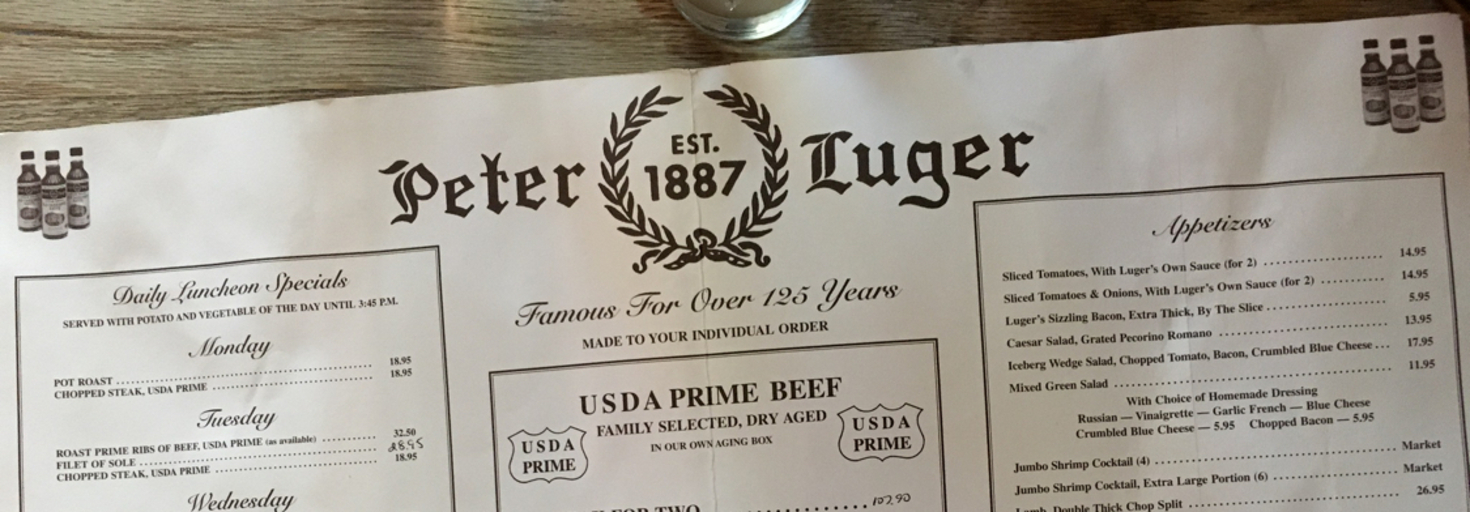 Peter EST. 1887 Luger
Famous For Over 125 Years
MADE TO YOUR INDIVIDUAL ORDER
Daily Luncheon Specials
SERVED WITH POTATO AND VEGETABLE OF THE DAY UNTIL 3:45 P.M.
Monday
POT ROAST 18.95
CHOPPED STEAK, USDA PRIME 18.95
Tuesday
ROAST PRIME RIBS OF BEEF, USDA PRIME (as available) 32.50
FILET OF SOLE 28.95
CHOPPED STEAK, USDA PRIME 18.95
Wednesday
USDA PRIME BEEF
FAMILY SELECTED, DRY AGED
IN OUR OWN AGING BOX
USDA PRIME
USDA PRIME
FOR TWO 107.90
Appetizers
Sliced Tomatoes, With Luger's Own Sauce (for 2) 14.95
Sliced Tomatoes & Onions, With Luger's Own Sauce (for 2) 14.95
Luger's Sizzling Bacon, Extra Thick, By The Slice 5.95
Caesar Salad, Grated Pecorino Romano 13.95
Iceberg Wedge Salad, Chopped Tomato, Bacon, Crumbled Blue Cheese 17.95
Mixed Green Salad 11.95
With Choice of Homemade Dressing
Russian — Vinaigrette — Garlic French — Blue Cheese
Crumbled Blue Cheese — 5.95 Chopped Bacon — 5.95
Jumbo Shrimp Cocktail (4) Market
Jumbo Shrimp Cocktail, Extra Large Portion (6) Market
Lamb, Double Thick Chop Split 26.95